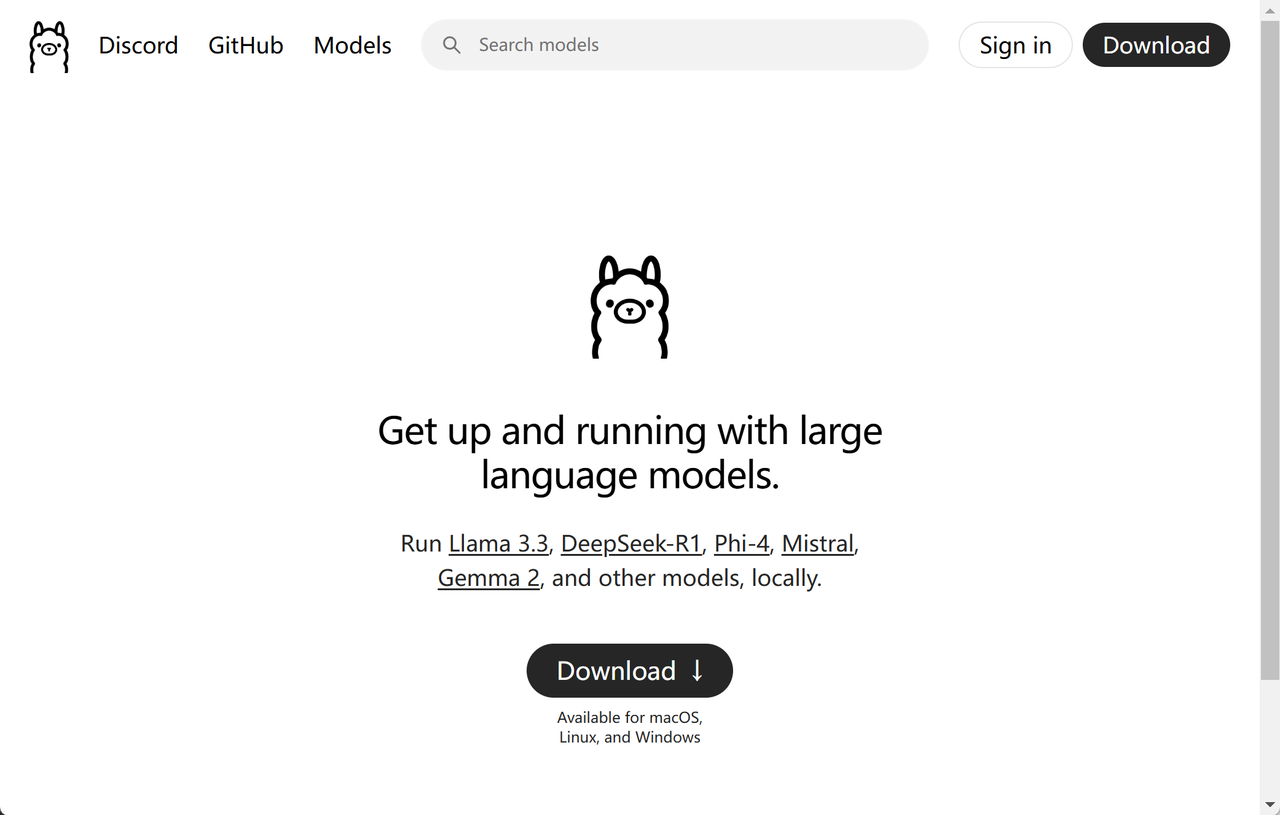 Discord GitHub Models Search models Sign in Download
Get up and running with large
language models.
Run Llama 3.3, DeepSeek-R1, Phi-4, Mistral,
Gemma 2, and other models, locally.
Download ↓
Available for macOS,
Linux, and Windows